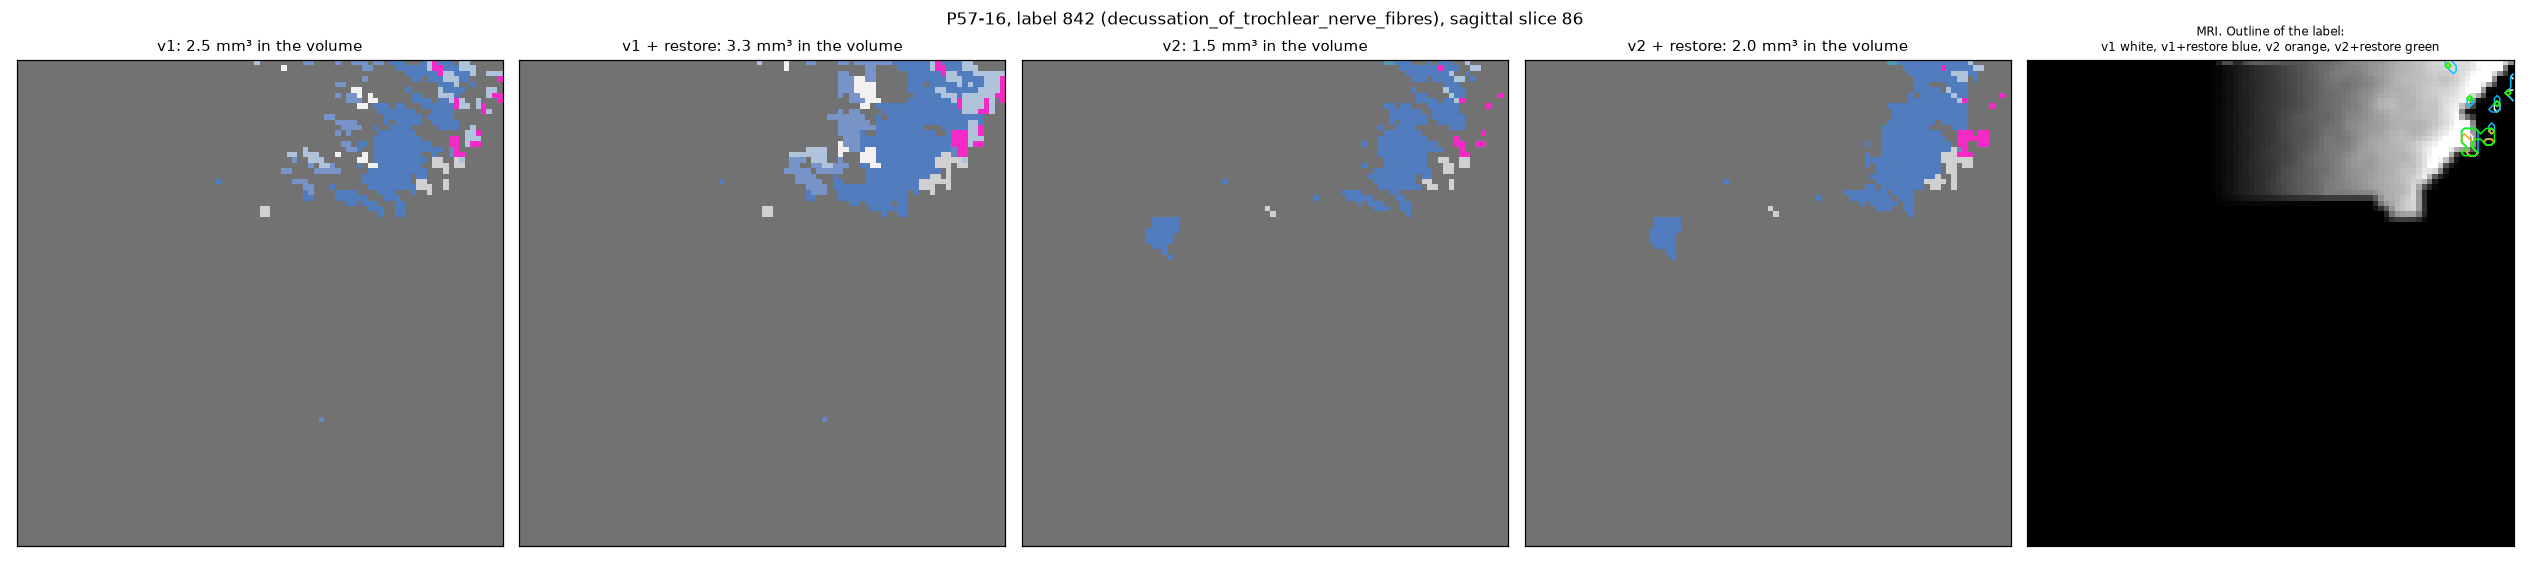 P57-16, label 842 (decussation_of_trochlear_nerve_fibres), sagittal slice 86
v1: 2.5 mm³ in the volume
v1 + restore: 3.3 mm³ in the volume
v2: 1.5 mm³ in the volume
v2 + restore: 2.0 mm³ in the volume
MRI. Outline of the label:
v1 white, v1+restore blue, v2 orange, v2+restore green